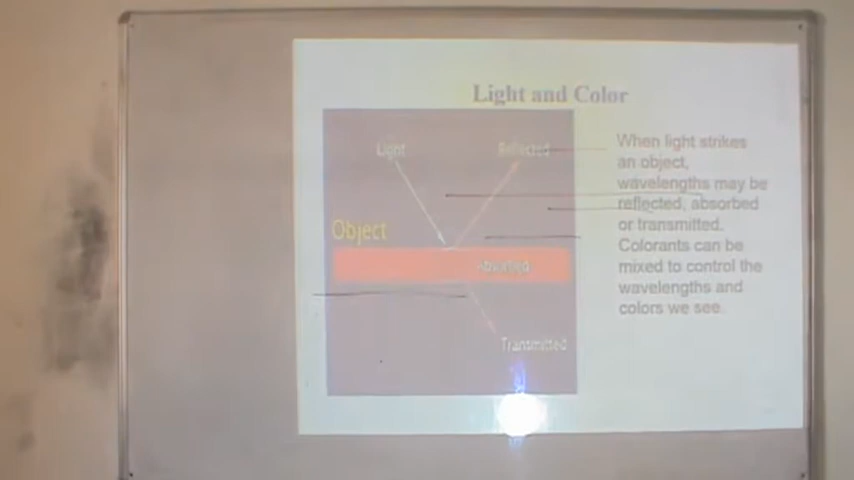 Light and Color
Light
Reflected
Object
Absorbed
Transmitted
When light strikes
an object,
wavelengths may be
reflected, absorbed
or transmitted.
Colorants can be
mixed to control the
wavelengths and
colors we see.